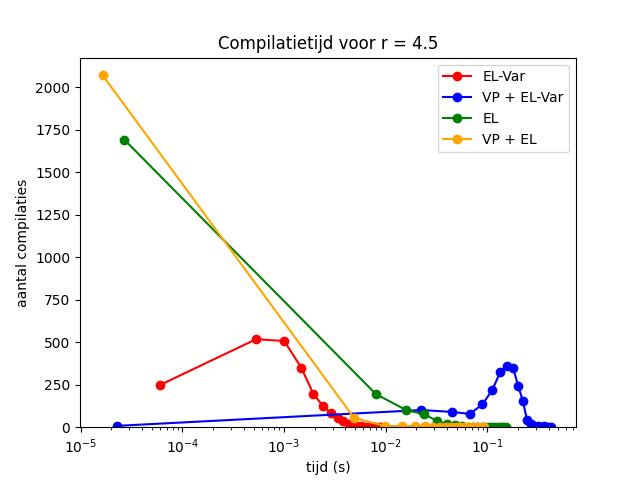 Compilatietijd voor r = 4.5
aantal compilaties
2000
1750
1500
1250
1000
750
500
250
0
10⁻⁵
10⁻⁴
10⁻³
10⁻²
10⁻¹
tijd (s)
EL-Var
VP + EL-Var
EL
VP + EL